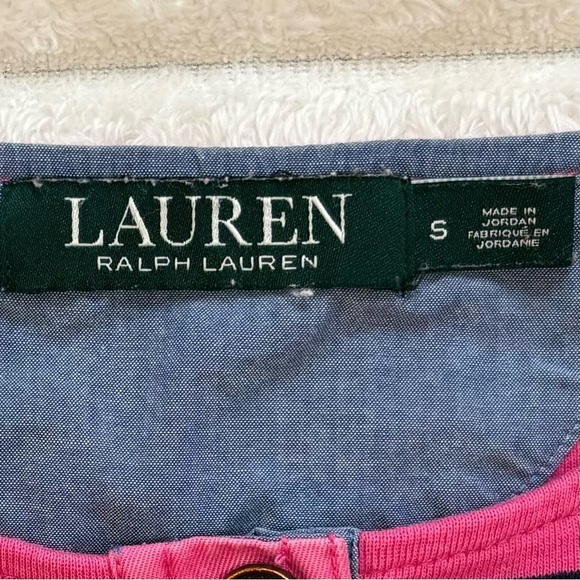 LAUREN
RALPH LAUREN
S
MADE IN
JORDAN
FABRIQUÉ EN
JORDANIE